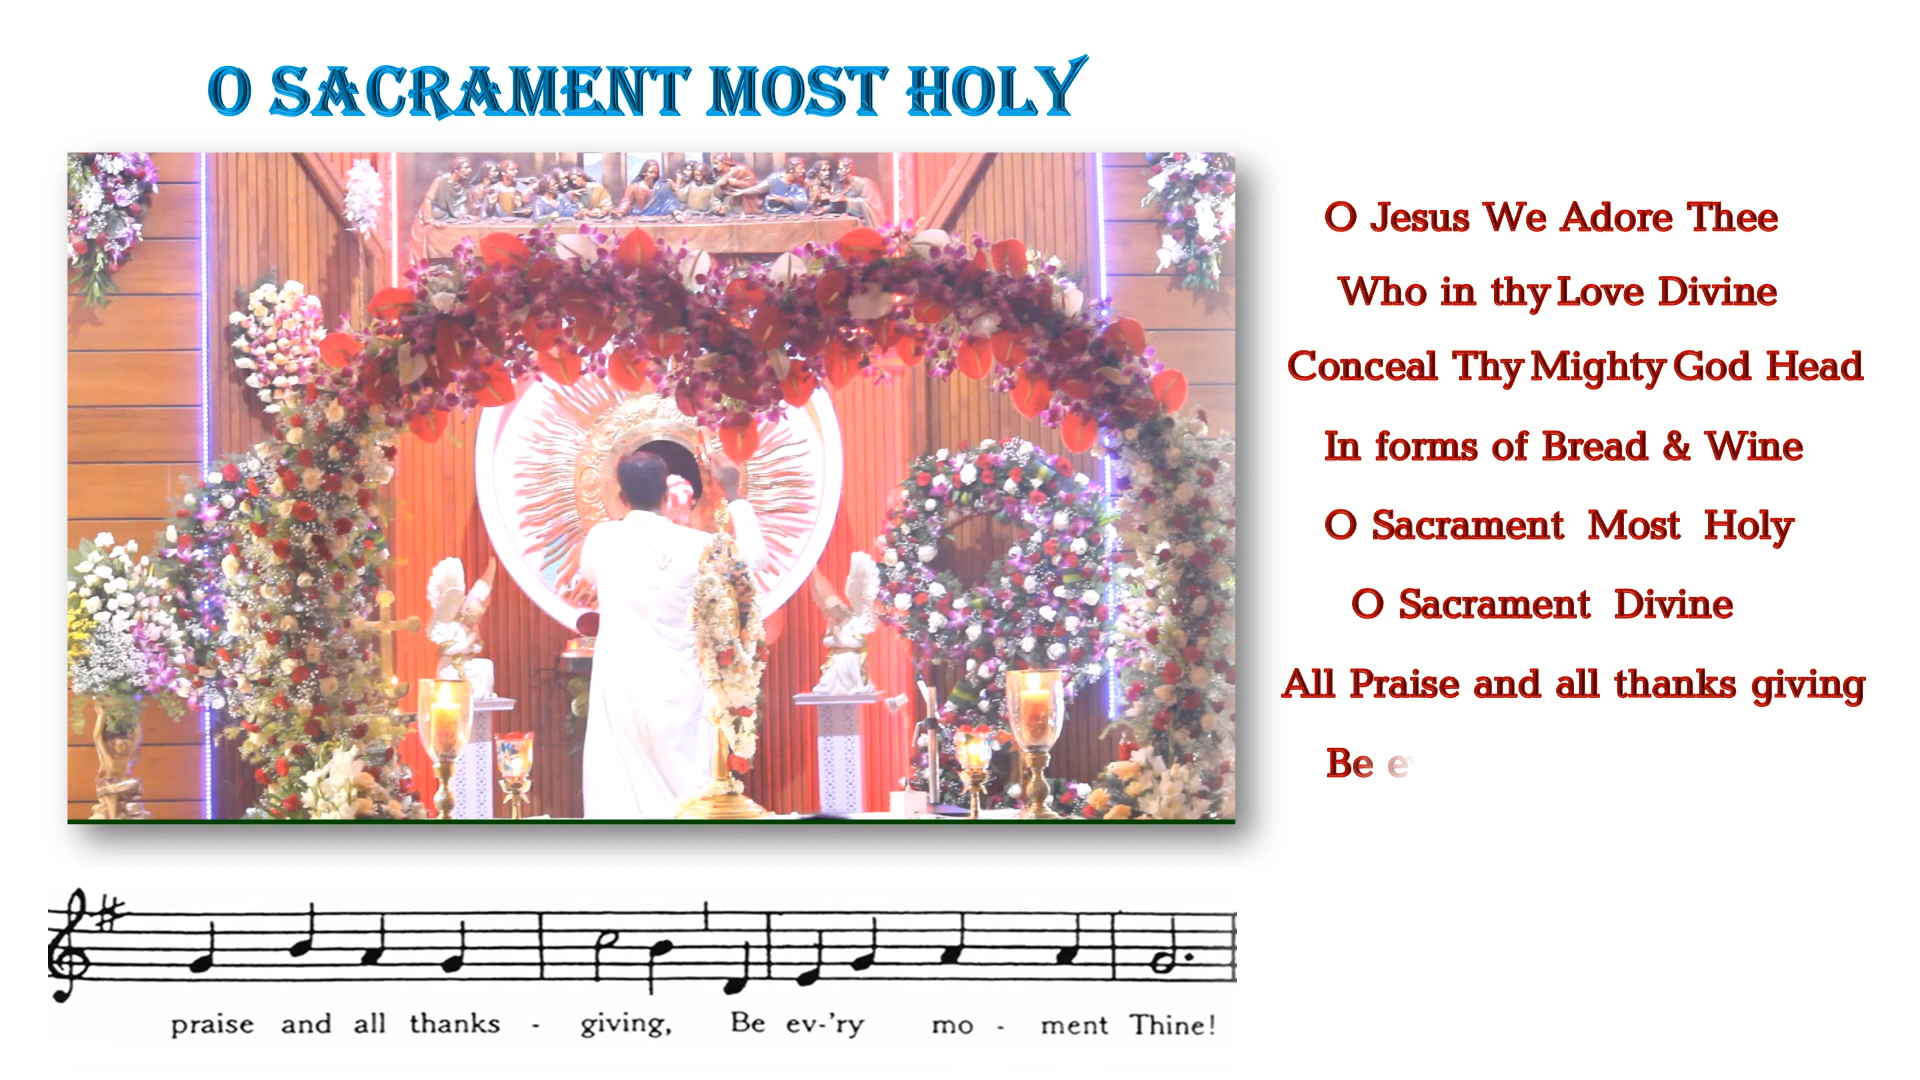 O SACRAMENT MOST HOLY
O Jesus We Adore Thee
Who in thy Love Divine
Conceal Thy Mighty God Head
In forms of Bread & Wine
O Sacrament Most Holy
O Sacrament Divine
All Praise and all thanks giving
Be e
praise and all thanks - giving, Be ev-'ry mo - ment Thine!